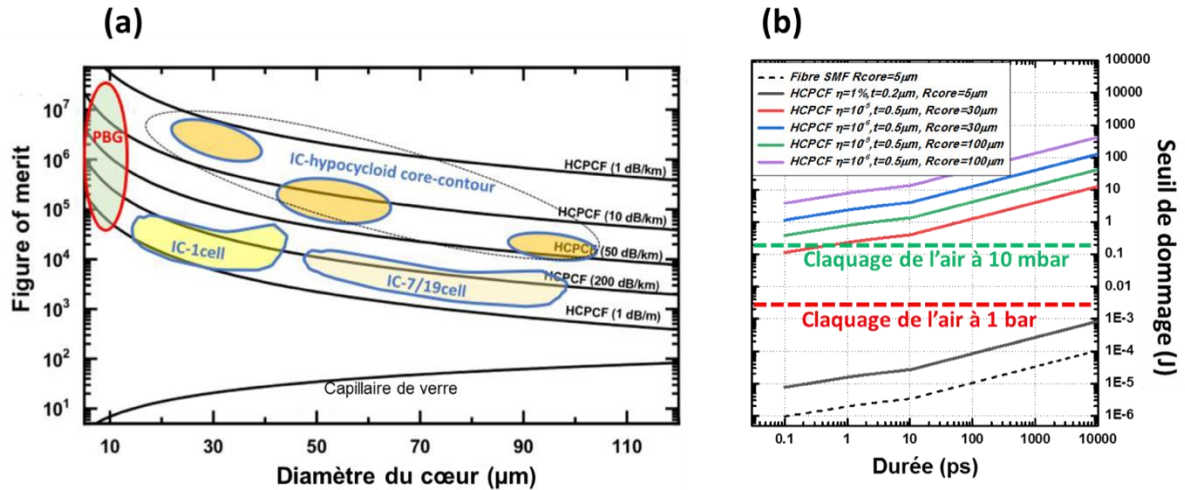 (a)
Figure of merit
10⁷
10⁶
10⁵
10⁴
10³
10²
10¹
PBG
IC-hypocycloid core-contour
IC-1cell
IC-7/19cell
HCPCF (1 dB/km)
HCPCF (10 dB/km)
HCPCF (50 dB/km)
HCPCF (200 dB/km)
HCPCF (1 dB/m)
Capillaire de verre
10
30
50
70
90
110
Diamètre du cœur (µm)
(b)
Fibre SMF Rcore=5µm
HCPCF η=1%,t=0.2µm, Rcore=5µm
HCPCF η=10⁻⁵,t=0.5µm, Rcore=30µm
HCPCF η=10⁻⁶,t=0.5µm, Rcore=30µm
HCPCF η=10⁻⁵,t=0.5µm, Rcore=100µm
HCPCF η=10⁻⁶,t=0.5µm, Rcore=100µm
Claquage de l’air à 10 mbar
Claquage de l’air à 1 bar
100000
10000
1000
100
10
1
0.1
0.01
1E-3
1E-4
1E-5
1E-6
Seuil de dommage (J)
0.1
1
10
100
1000
10000
Durée (ps)